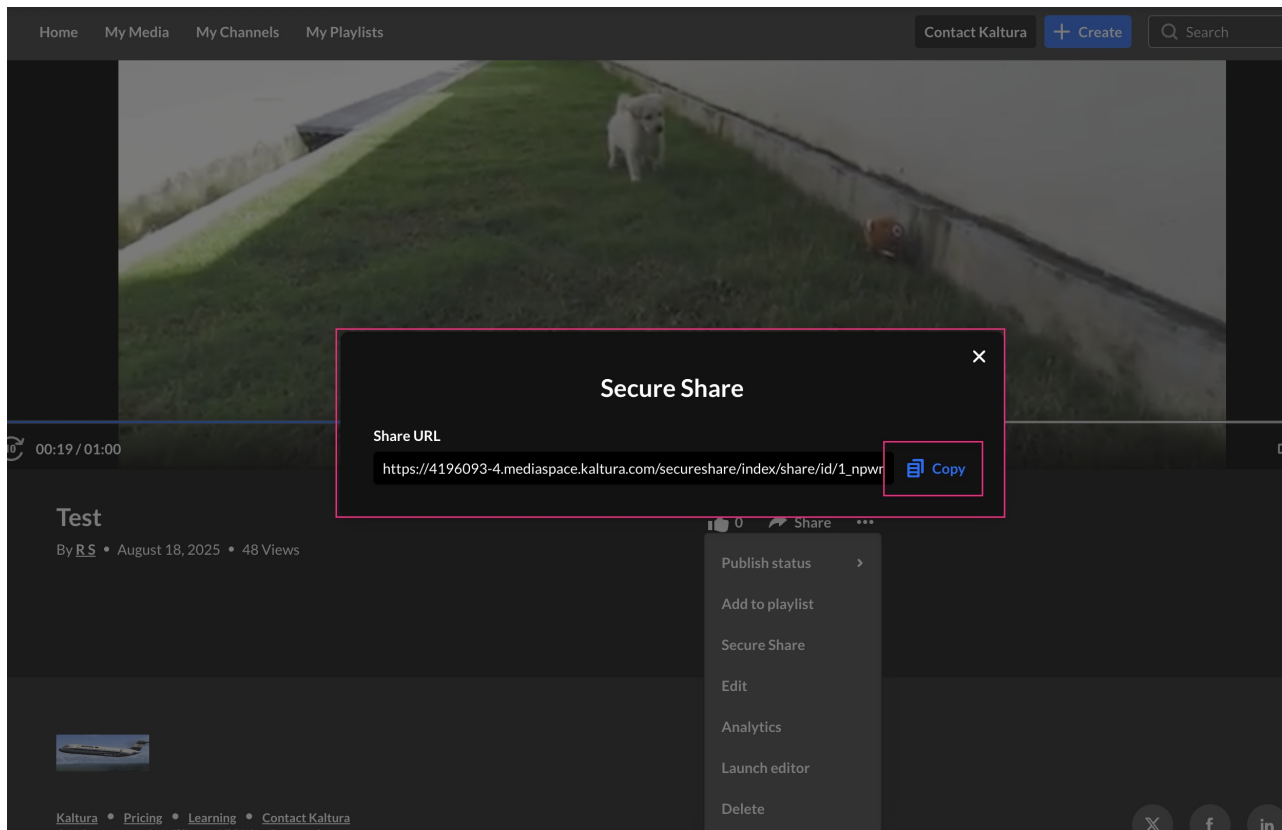 Home My Media My Channels My Playlists Contact Kaltura + Create Search
Secure Share
Share URL
https://4196093-4.mediaspace.kaltura.com/secureshare/index/share/id/1_npwr Copy
00:19 / 01:00
Test
0 Share
By R S • August 18, 2025 • 48 Views
Publish status
Add to playlist
Secure Share
Edit
Analytics
Launch editor
Delete
Kaltura • Pricing • Learning • Contact Kaltura